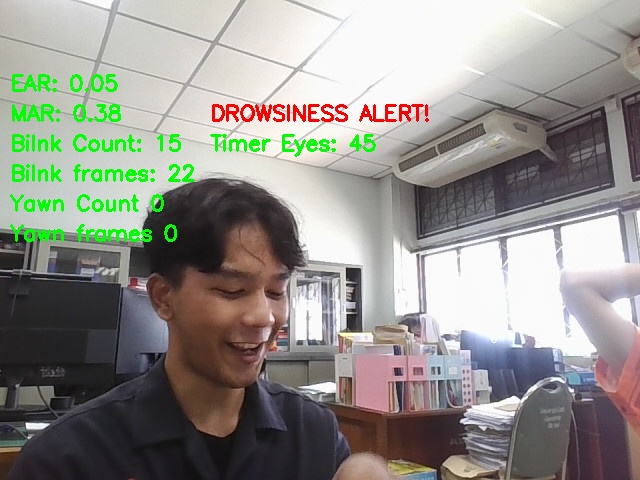 EAR: 0.05
MAR: 0.38
DROWSINESS ALERT!
Bilnk Count: 15
Timer Eyes: 45
Bilnk frames: 22
Yawn Count 0
Yawn frames 0